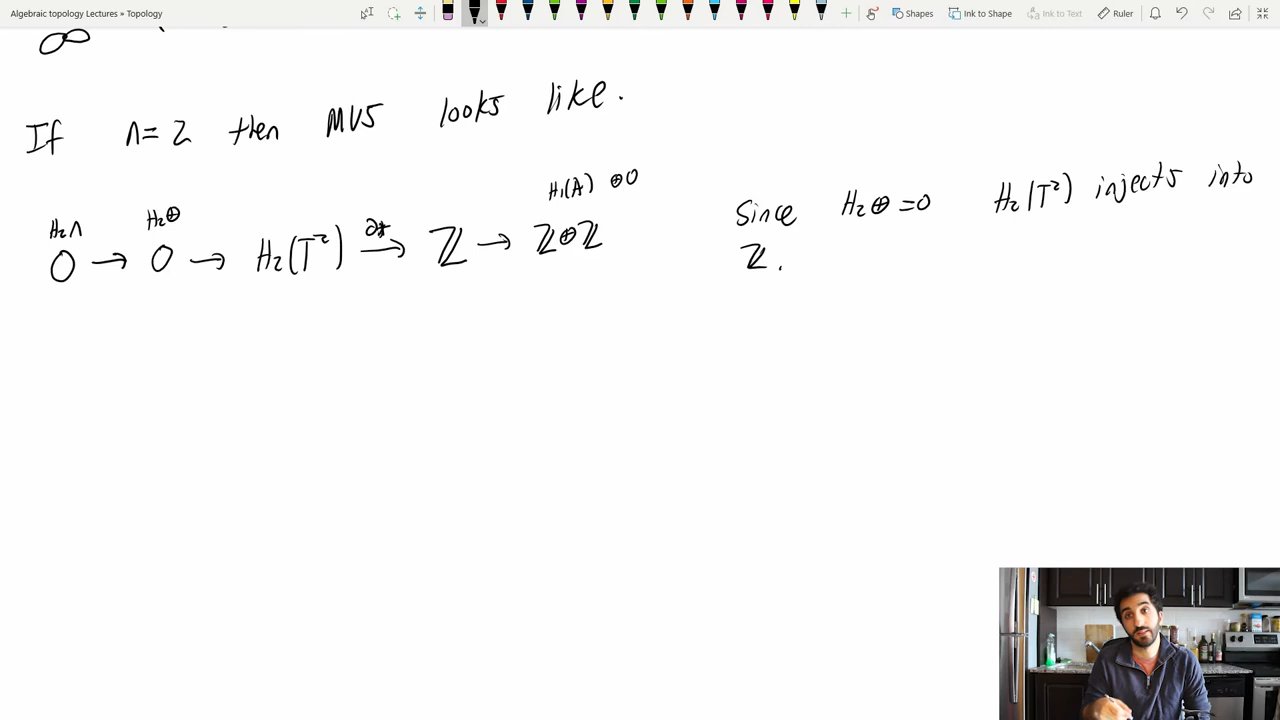 Algebraic topology Lectures » Topology
Shapes Ink to Shape Ink to Text Ruler
∞
If n=2 then MVS looks like.
H₂∩ H₂⊕ H₁(A) ⊕0
0 → 0 → H₂(T²) ∂* → ℤ → ℤ⊕ℤ
Since H₂⊕ =0 H₂(T²) injects into
ℤ.